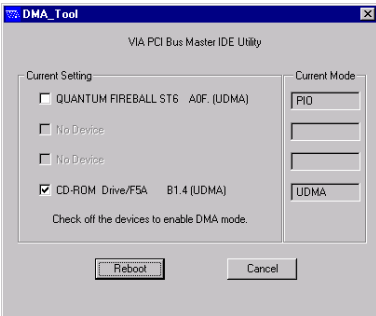 DMA_Tool
VIA PCI Bus Master IDE Utility
Current Setting
Current Mode
QUANTUM FIREBALL ST6 A0F. (UDMA)
PIO
No Device
No Device
CD-ROM Drive/F5A B1.4 (UDMA)
UDMA
Check off the devices to enable DMA mode.
Reboot
Cancel